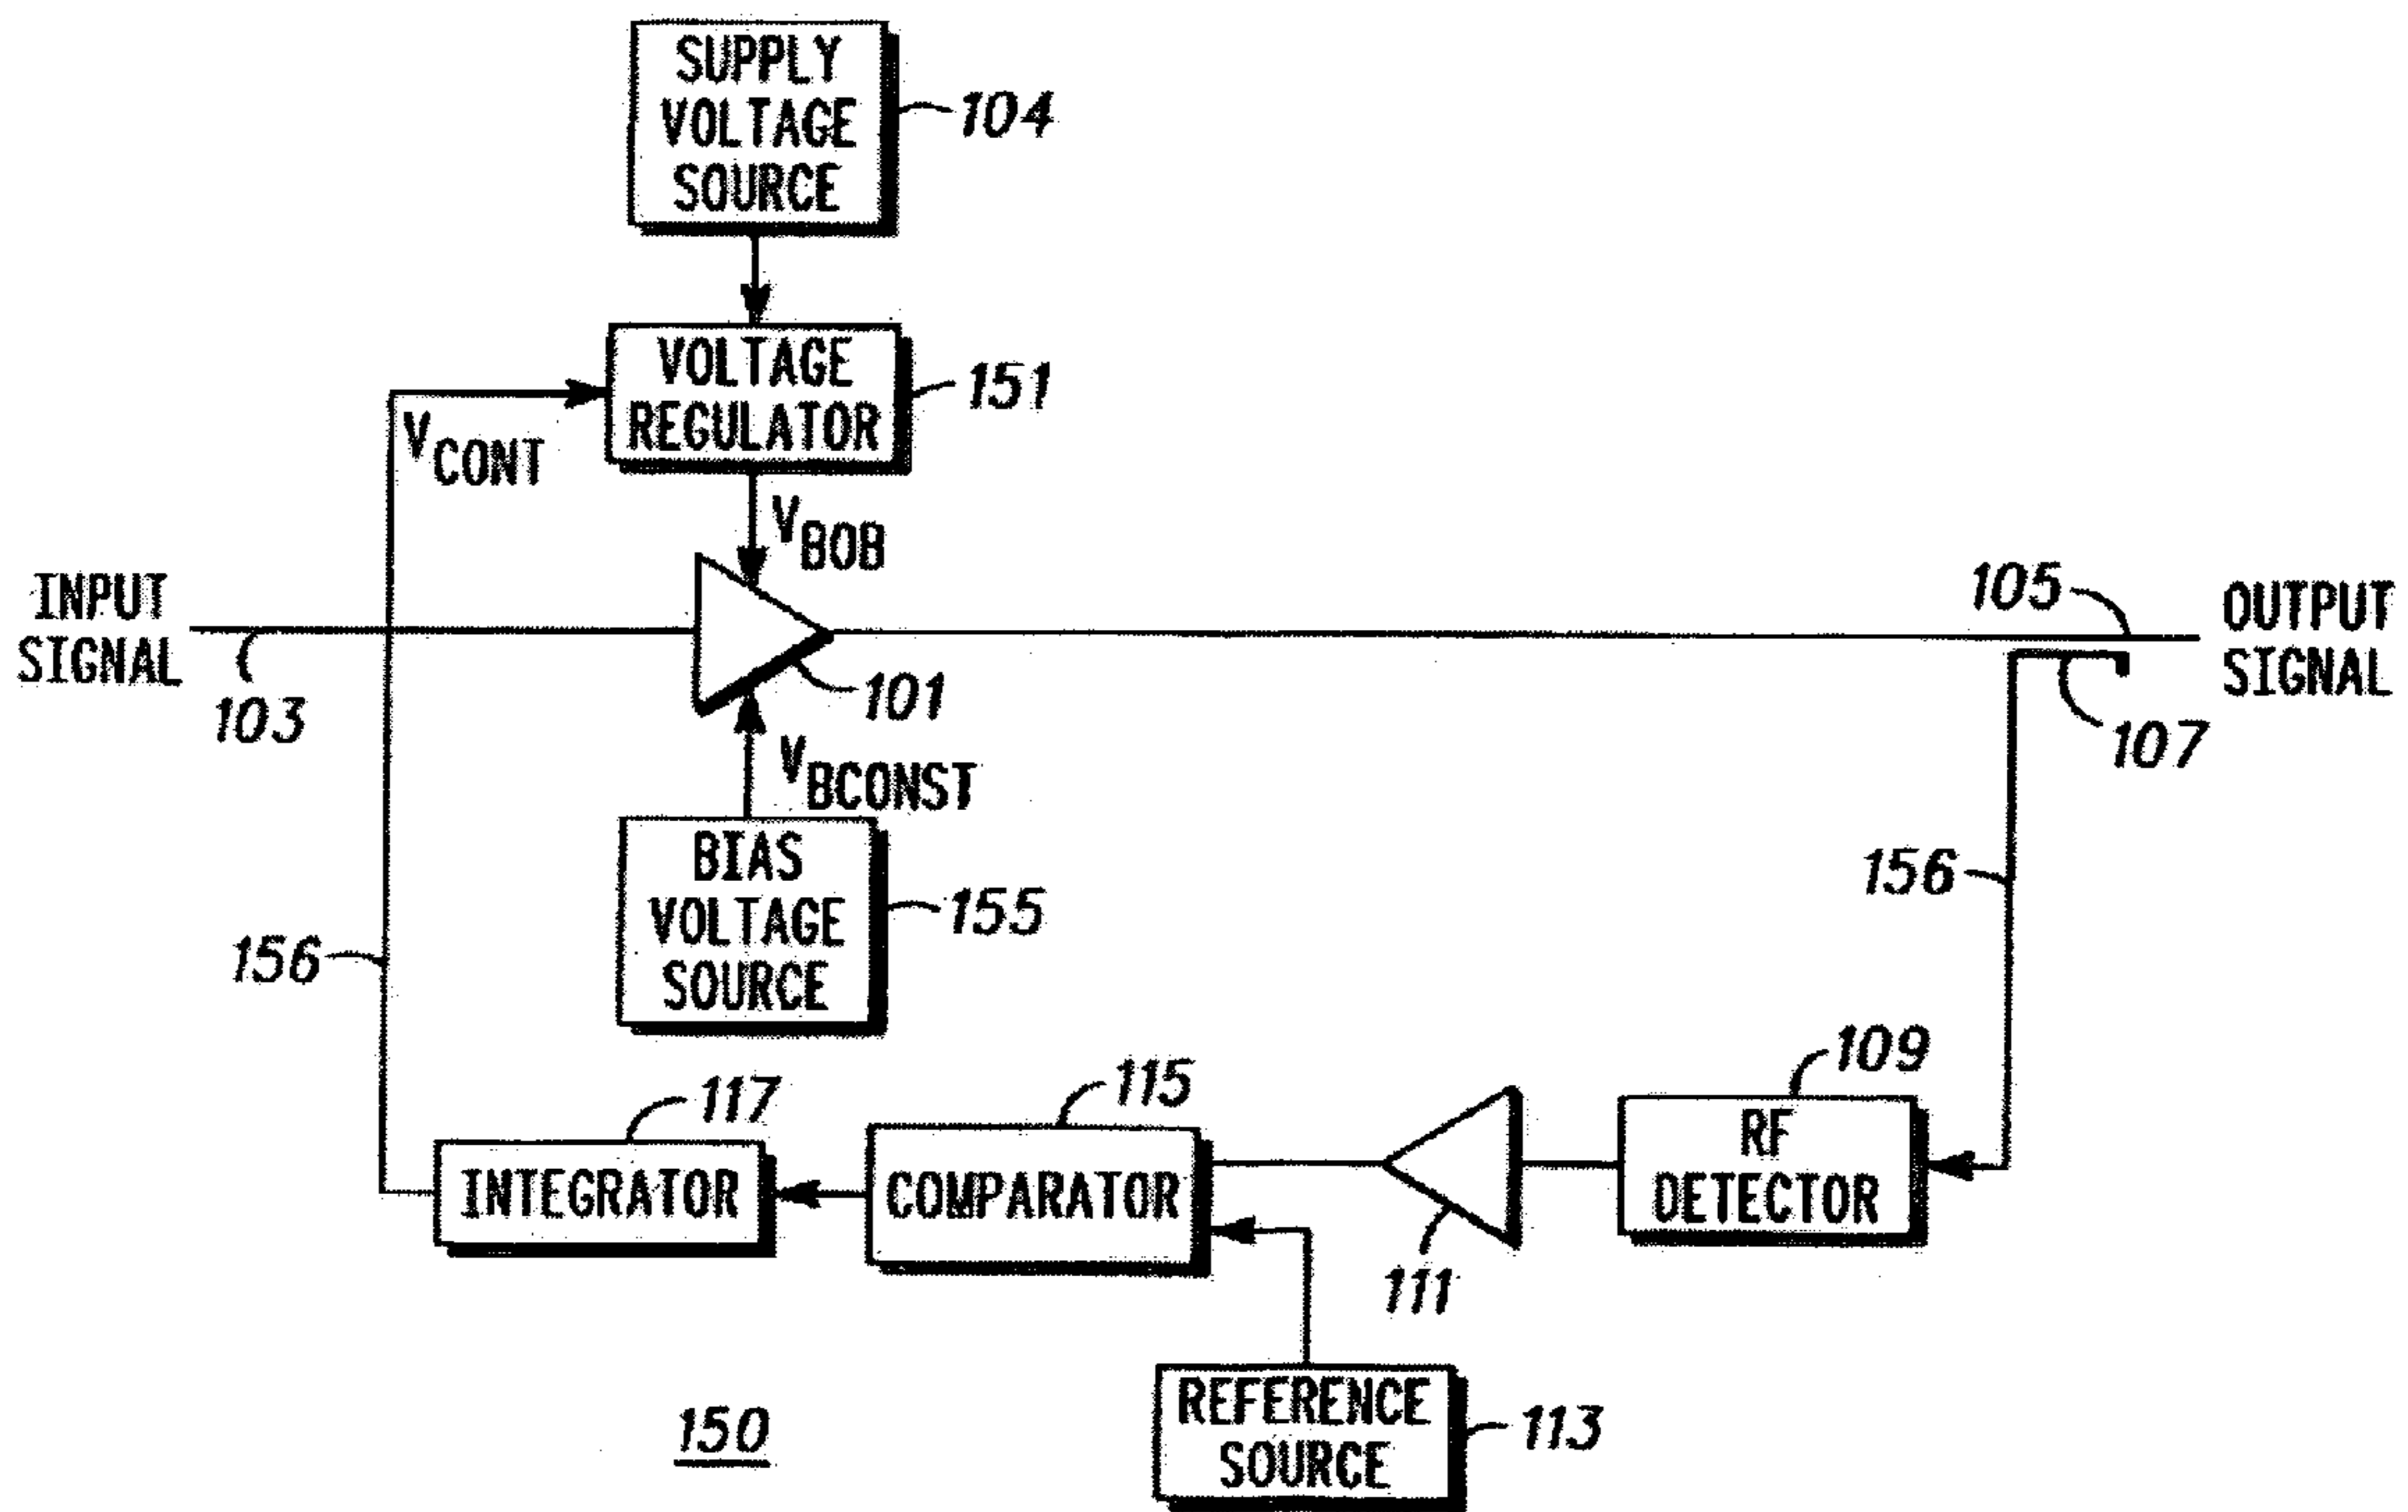 SUPPLY
VOLTAGE
SOURCE
104
VOLTAGE
REGULATOR
151
VCONT
VBOB
INPUT
SIGNAL
103
101
105
OUTPUT
SIGNAL
107
VBCONST
BIAS
VOLTAGE
SOURCE
155
156
156
109
RF
DETECTOR
117
INTEGRATOR
115
COMPARATOR
111
REFERENCE
SOURCE
113
150